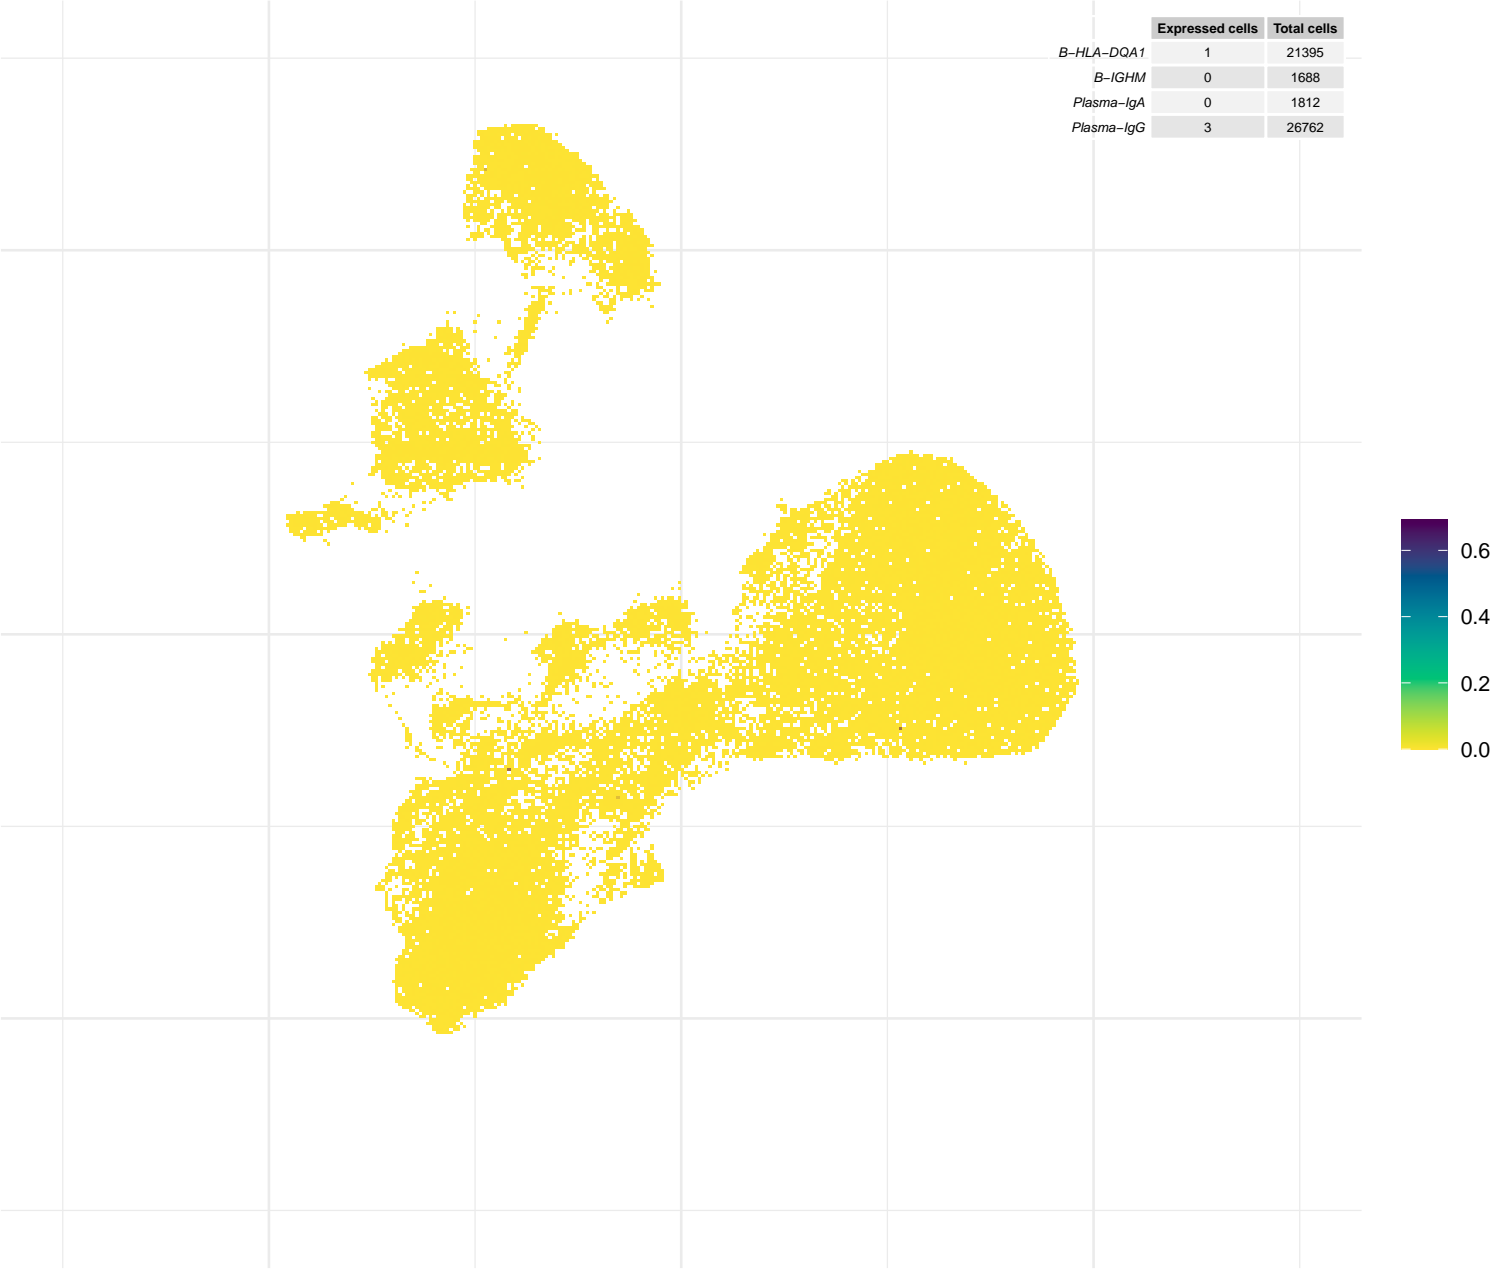 Expressed cells Total cells
B−HLA−DQA1 1 21395
B−IGHM 0 1688
Plasma−IgA 0 1812
Plasma−IgG 3 26762
0.6
0.4
0.2
0.0